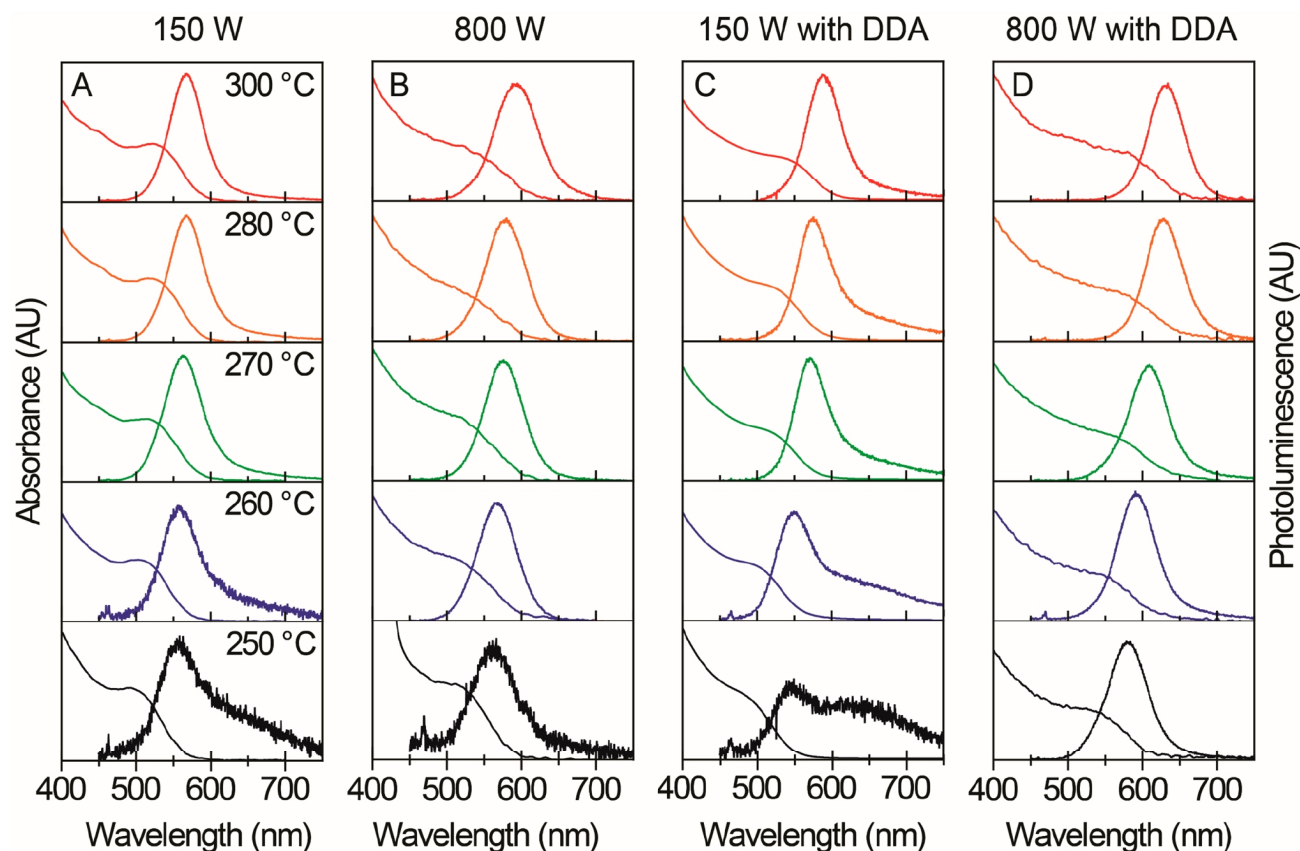 150 W
800 W
150 W with DDA
800 W with DDA
A
300 °C
B
C
D
280 °C
270 °C
260 °C
250 °C
Absorbance (AU)
Photoluminescence (AU)
400 500 600 700
400 500 600 700
400 500 600 700
400 500 600 700
Wavelength (nm)
Wavelength (nm)
Wavelength (nm)
Wavelength (nm)